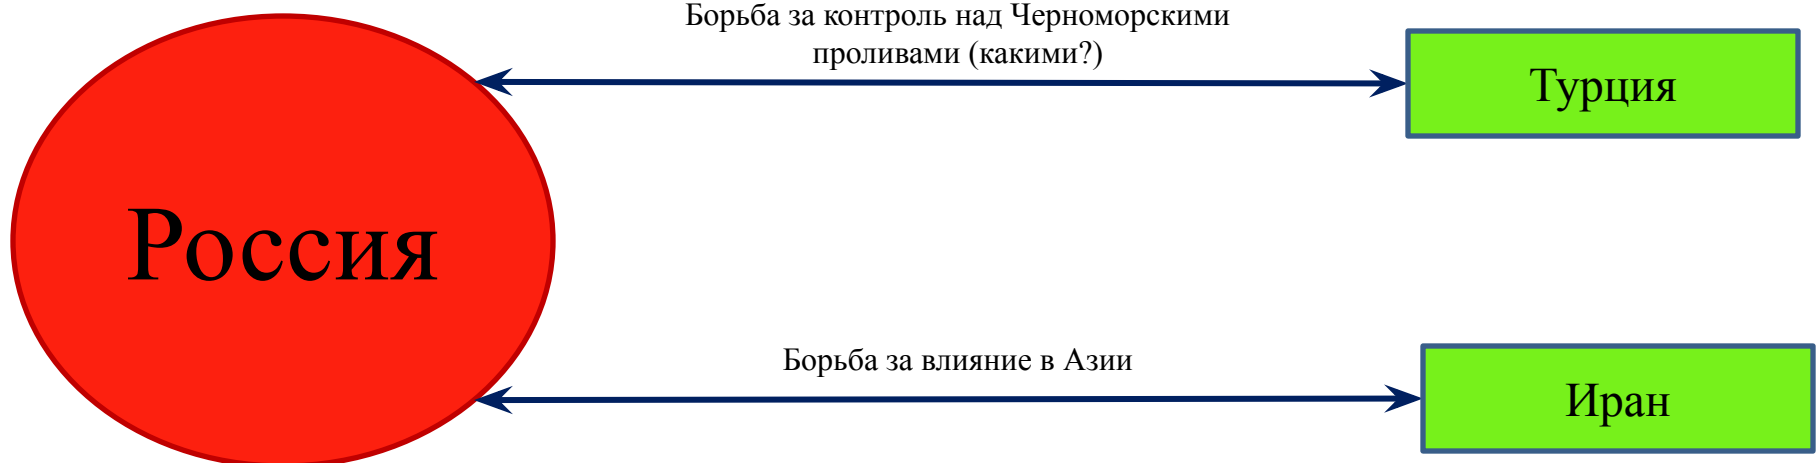 Борьба за контроль над Черноморскими
проливами (какими?)
Турция
Россия
Борьба за влияние в Азии
Иран